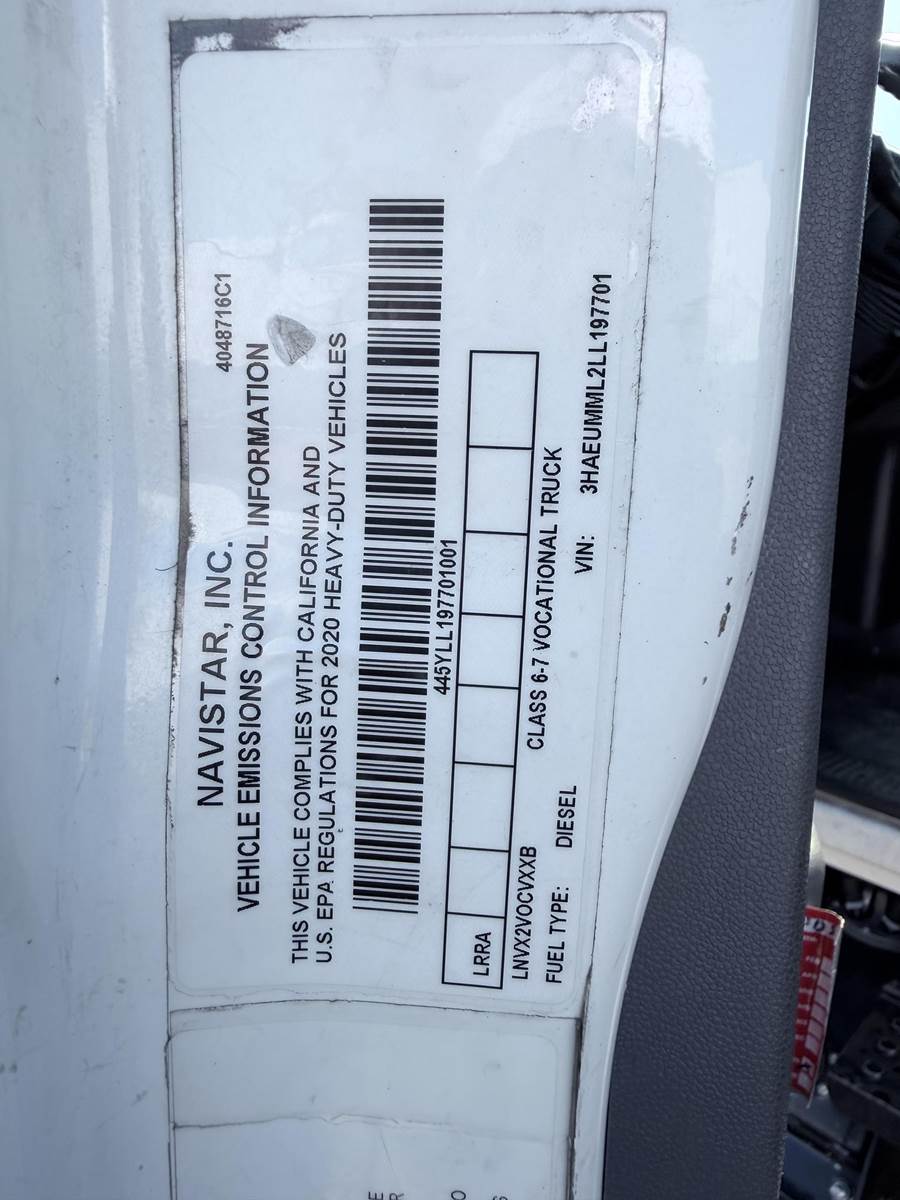 4048716C1
NAVISTAR, INC.
VEHICLE EMISSIONS CONTROL INFORMATION
THIS VEHICLE COMPLIES WITH CALIFORNIA AND
U.S. EPA REGULATIONS FOR 2020 HEAVY-DUTY VEHICLES
445YLL197701001
LRRA
LNVX2VOCVXXB CLASS 6-7 VOCATIONAL TRUCK
FUEL TYPE: DIESEL VIN: 3HAEUMML2LL197701